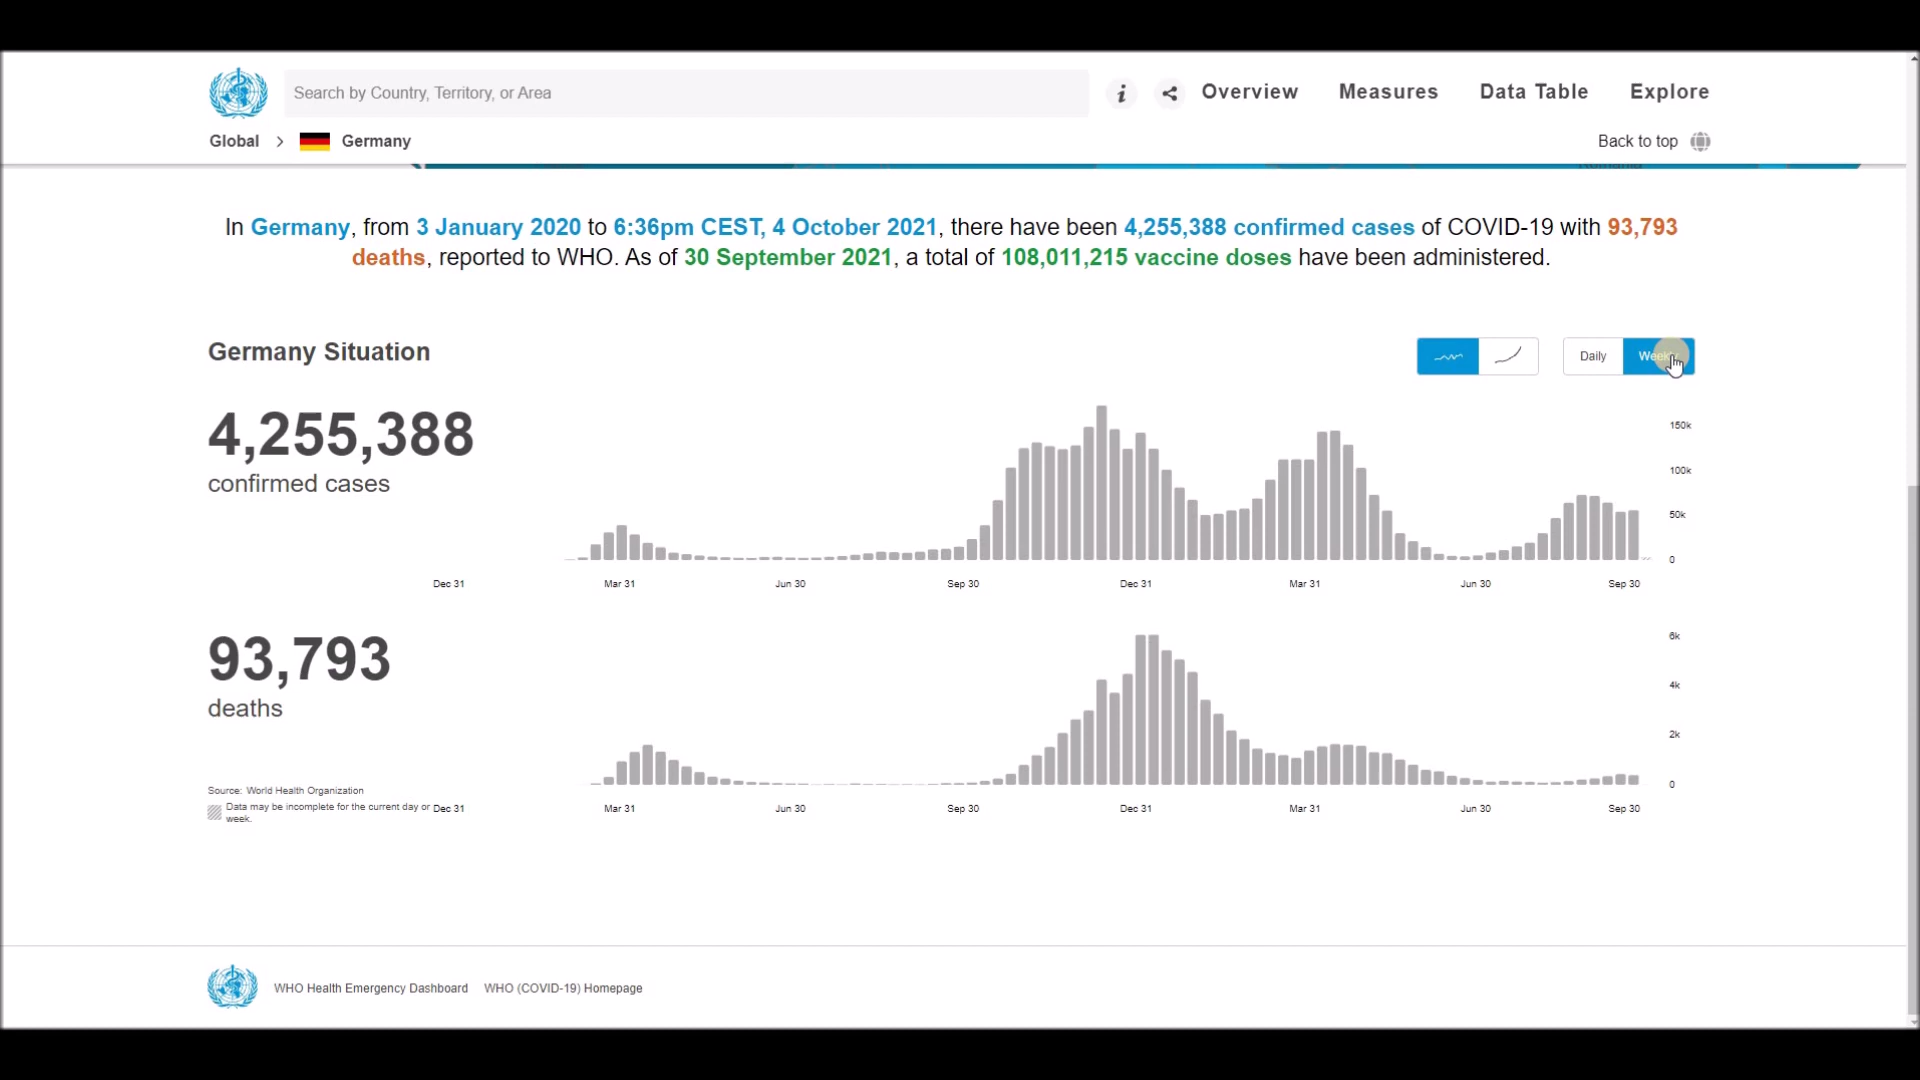 Search by Country, Territory, or Area
Overview
Measures
Data Table
Explore
Global
Germany
Back to top
In Germany, from 3 January 2020 to 6:36pm CEST, 4 October 2021, there have been 4,255,388 confirmed cases of COVID-19 with 93,793
deaths, reported to WHO. As of 30 September 2021, a total of 108,011,215 vaccine doses have been administered.
Germany Situation
Daily
4,255,388
confirmed cases
150k
100k
50k
0
Dec 31 Mar 31 Jun 30 Sep 30 Dec 31 Mar 31 Jun 30 Sep 30
93,793
deaths
6k
4k
2k
0
Source: World Health Organization
Data may be incomplete for the current day or
week.
Dec 31 Mar 31 Jun 30 Sep 30 Dec 31 Mar 31 Jun 30 Sep 30
WHO Health Emergency Dashboard WHO (COVID-19) Homepage